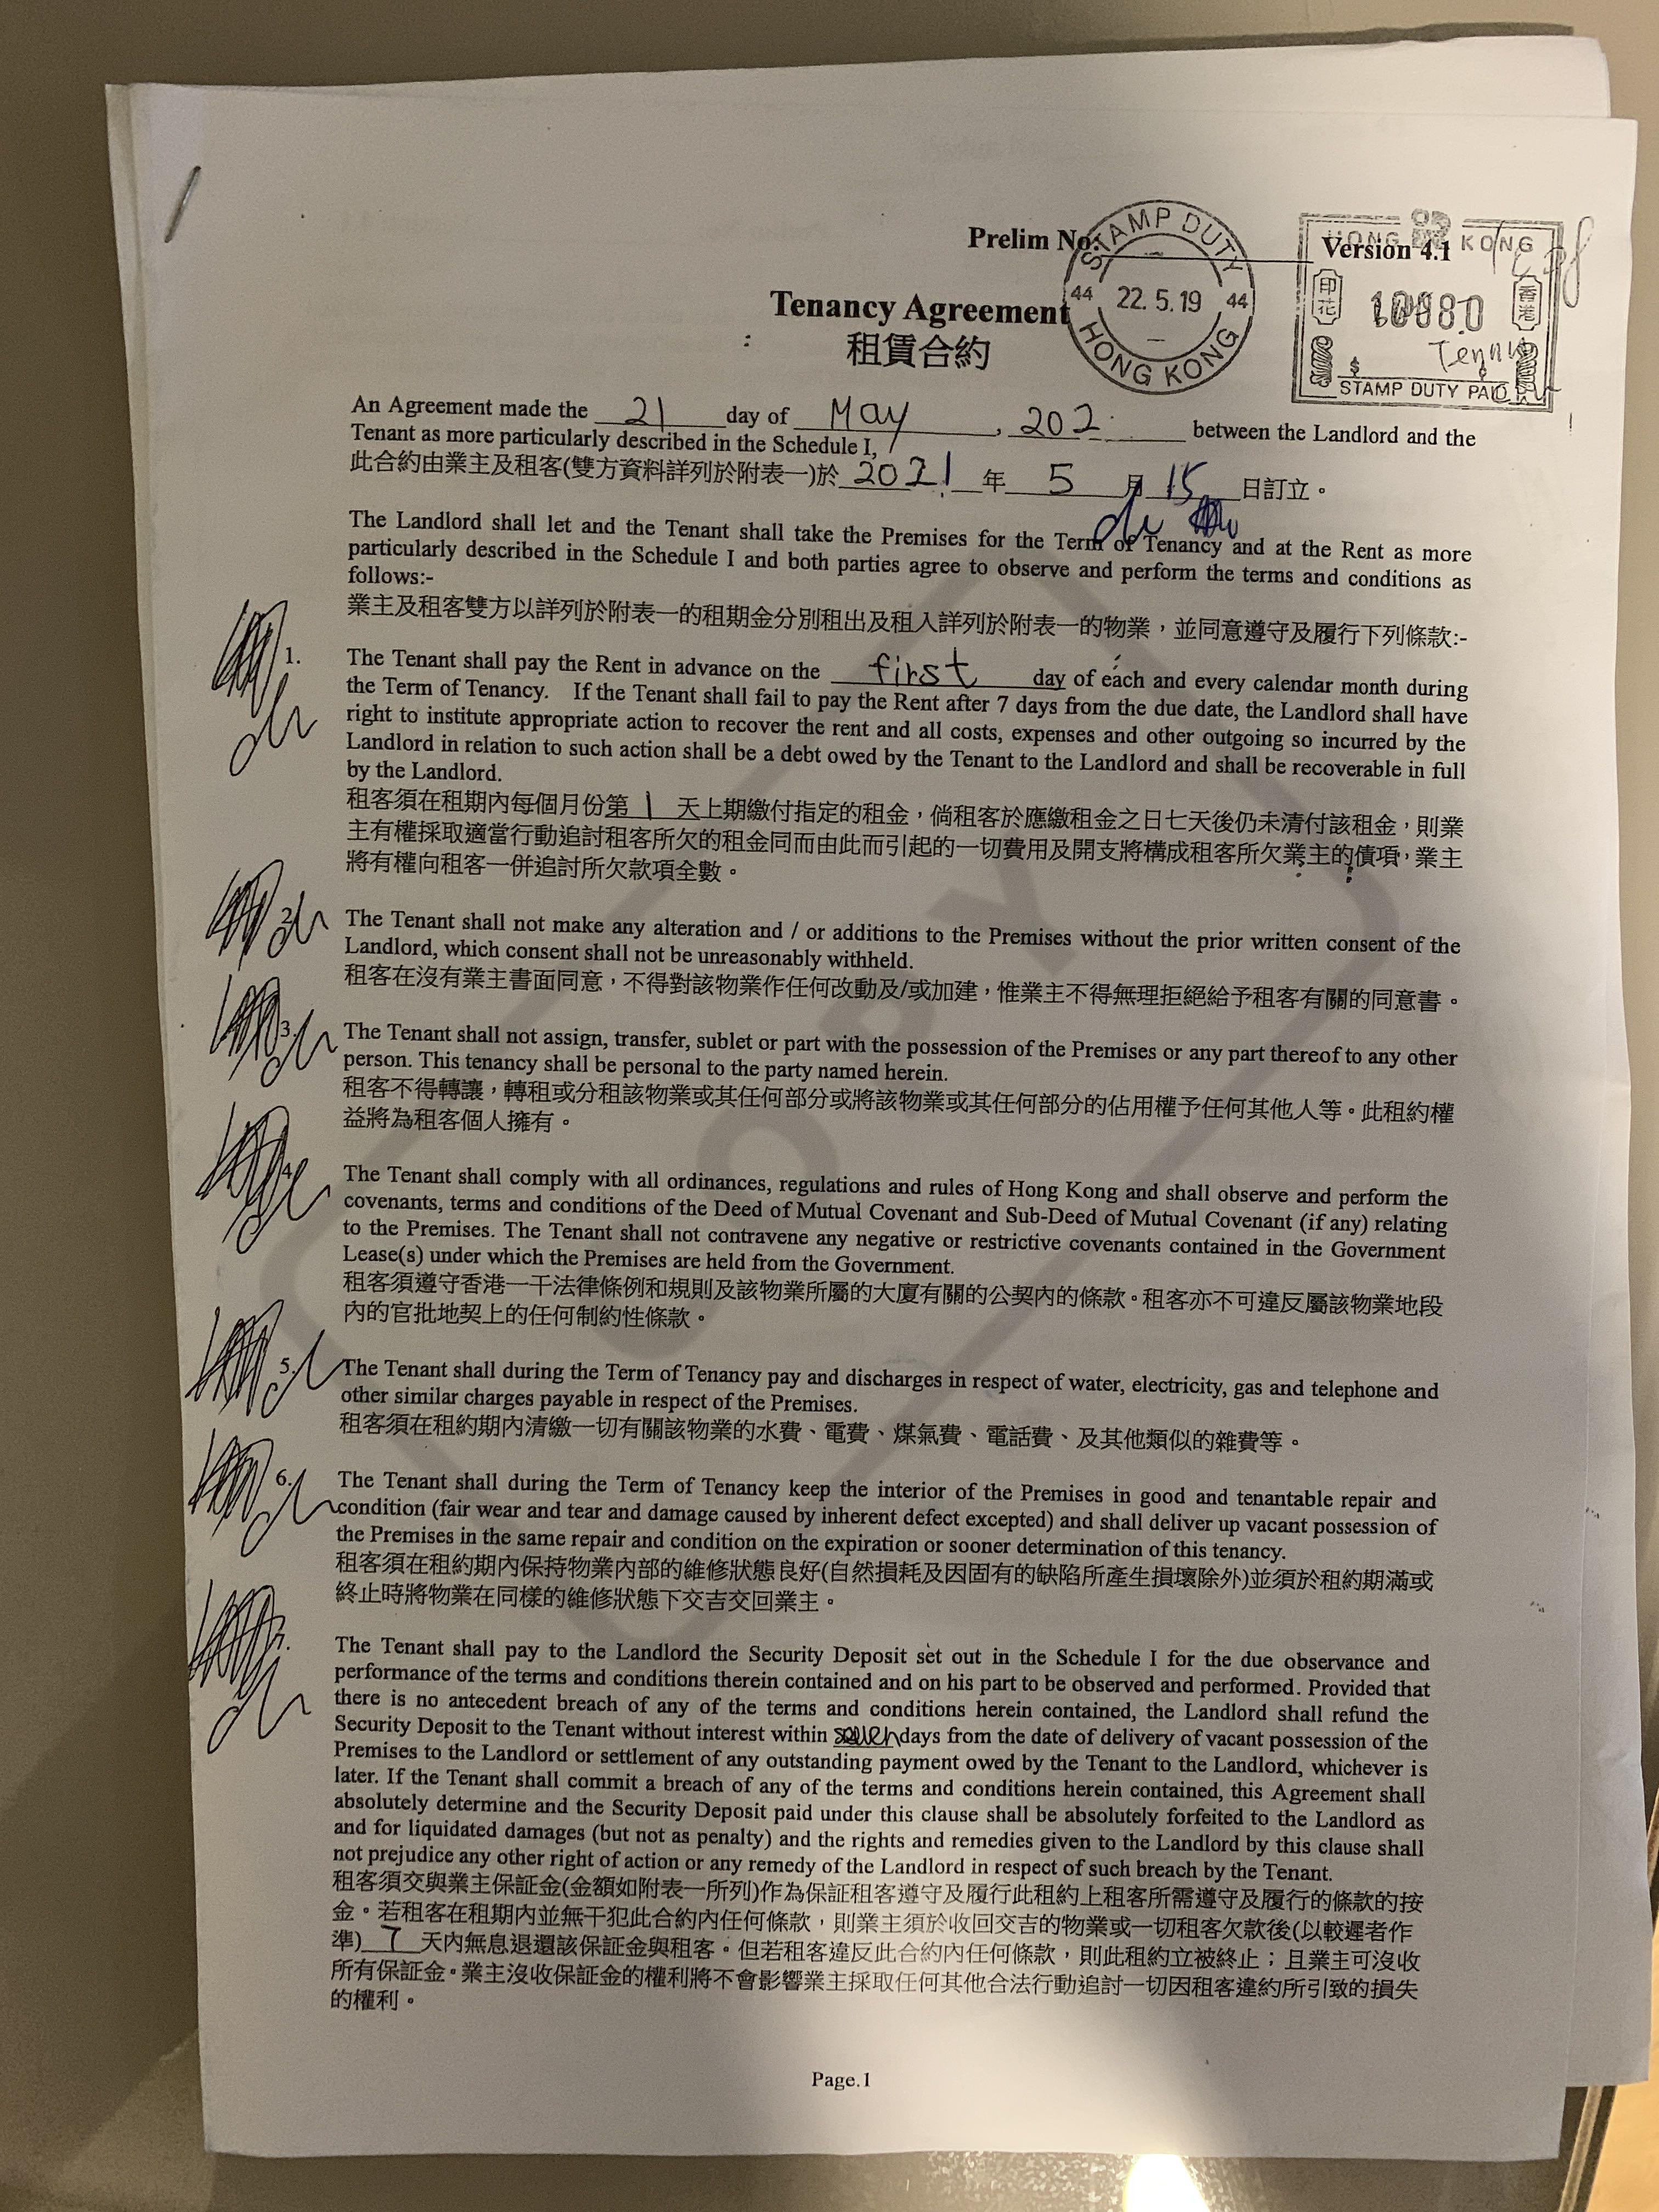 Prelim No:
Version 4.1
STAMP DUTY
44 22.5.19 44
HONG KONG
HONG KONG
印花
香港
STAMP DUTY PAID
Tenancy Agreement
租賃合約
An Agreement made the 21 day of May, 202 between the Landlord and the
Tenant as more particularly described in the Schedule I,
此合約由業主及租客(雙方資料詳列於附表一)於 2021 年 5 月 15 日訂立。
The Landlord shall let and the Tenant shall take the Premises for the Term of Tenancy and at the Rent as more
particularly described in the Schedule I and both parties agree to observe and perform the terms and conditions as
follows:-
業主及租客雙方以詳列於附表一的租期金分別租出及租入詳列於附表一的物業，並同意遵守及履行下列條款:-
1. The Tenant shall pay the Rent in advance on the first day of each and every calendar month during
the Term of Tenancy. If the Tenant shall fail to pay the Rent after 7 days from the due date, the Landlord shall have
right to institute appropriate action to recover the rent and all costs, expenses and other outgoing so incurred by the
Landlord in relation to such action shall be a debt owed by the Tenant to the Landlord and shall be recoverable in full
by the Landlord.
租客須在租期內每個月份第 1 天上期繳付指定的租金，倘租客於應繳租金之日七天後仍未清付該租金，則業
主有權採取適當行動追討租客所欠的租金同而由此而引起的一切費用及開支將構成租客所欠業主的債項，業主
將有權向租客一併追討所欠款項全數。
2. The Tenant shall not make any alteration and / or additions to the Premises without the prior written consent of the
Landlord, which consent shall not be unreasonably withheld.
租客在沒有業主書面同意，不得對該物業作任何改動及/或加建，惟業主不得無理拒絕給予租客有關的同意書。
3. The Tenant shall not assign, transfer, sublet or part with the possession of the Premises or any part thereof to any other
person. This tenancy shall be personal to the party named herein.
租客不得轉讓，轉租或分租該物業或其任何部分或將該物業或其任何部分的佔用權予任何其他人等。此租約權
益將為租客個人擁有。
4. The Tenant shall comply with all ordinances, regulations and rules of Hong Kong and shall observe and perform the
covenants, terms and conditions of the Deed of Mutual Covenant and Sub-Deed of Mutual Covenant (if any) relating
to the Premises. The Tenant shall not contravene any negative or restrictive covenants contained in the Government
Lease(s) under which the Premises are held from the Government.
租客須遵守香港一干法律條例和規則及該物業所屬的大廈有關的公契內的條款。租客亦不可違反屬該物業地段
內的官批地契上的任何制約性條款。
5. The Tenant shall during the Term of Tenancy pay and discharges in respect of water, electricity, gas and telephone and
other similar charges payable in respect of the Premises.
租客須在租約期內清繳一切有關該物業的水費、電費、煤氣費、電話費、及其他類似的雜費等。
6. The Tenant shall during the Term of Tenancy keep the interior of the Premises in good and tenantable repair and
condition (fair wear and tear and damage caused by inherent defect excepted) and shall deliver up vacant possession of
the Premises in the same repair and condition on the expiration or sooner determination of this tenancy.
租客須在租約期內保持物業內部的維修狀態良好(自然損耗及因固有的缺陷所產生損壞除外)並須於租約期滿或
終止時將物業在同樣的維修狀態下交吉交回業主。
7. The Tenant shall pay to the Landlord the Security Deposit set out in the Schedule I for the due observance and
performance of the terms and conditions therein contained and on his part to be observed and performed. Provided that
there is no antecedent breach of any of the terms and conditions herein contained, the Landlord shall refund the
Security Deposit to the Tenant without interest within seven days from the date of delivery of vacant possession of the
Premises to the Landlord or settlement of any outstanding payment owed by the Tenant to the Landlord, whichever is
later. If the Tenant shall commit a breach of any of the terms and conditions herein contained, this Agreement shall
absolutely determine and the Security Deposit paid under this clause shall be absolutely forfeited to the Landlord as
and for liquidated damages (but not as penalty) and the rights and remedies given to the Landlord by this clause shall
not prejudice any other right of action or any remedy of the Landlord in respect of such breach by the Tenant.
租客須交與業主保証金(金額如附表一所列)作為保証租客遵守及履行此租約上租客所需遵守及履行的條款的按
金。若租客在租期內並無干犯此合約內任何條款，則業主須於收回交吉的物業或一切租客欠款後(以較遲者作
準) 7 天內無息退還該保証金與租客。但若租客違反此合約內任何條款，則此租約立被終止；且業主可沒收
所有保証金。業主沒收保証金的權利將不會影響業主採取任何其他合法行動追討一切因租客違約所引致的損失
的權利。
COPY
Page.1